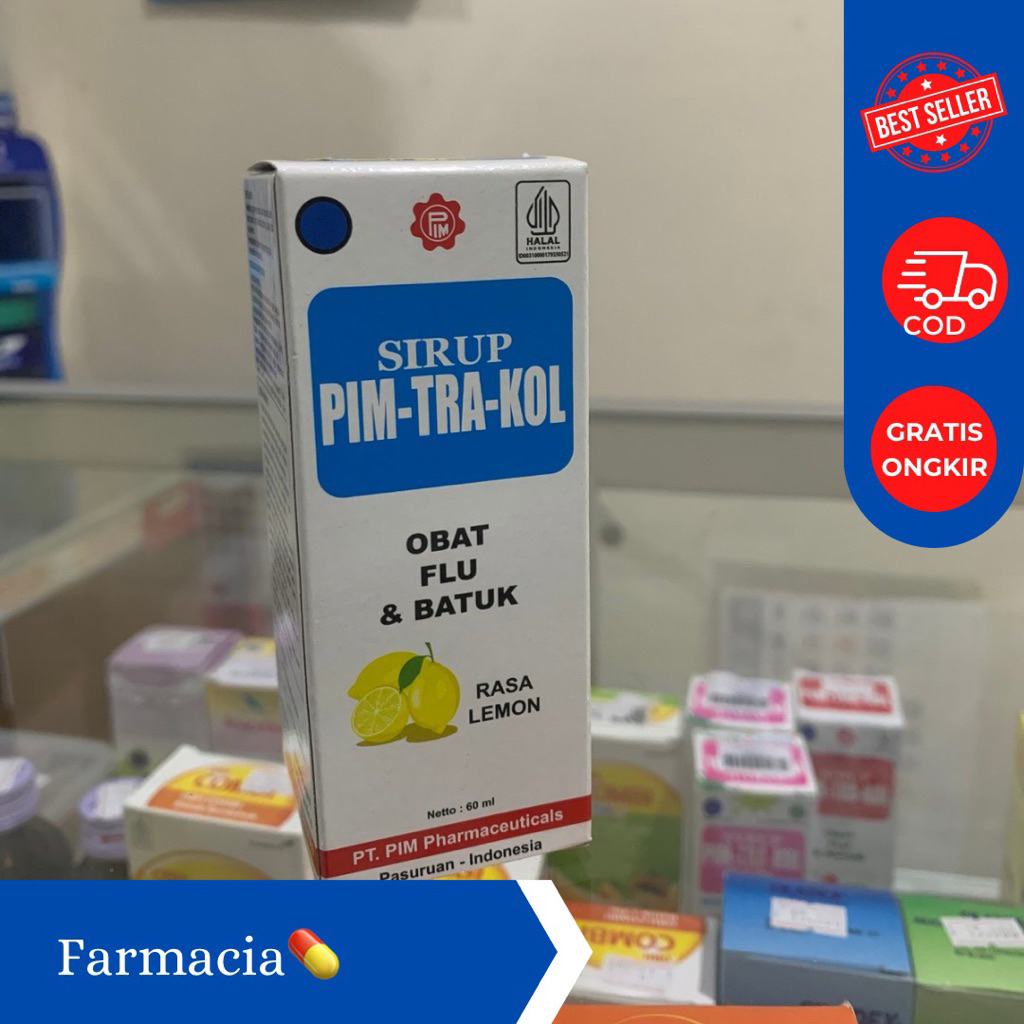 BEST SELLER
COD
GRATIS
ONGKIR
PIM
HALAL
INDONESIA
SIRUP
PIM-TRA-KOL
OBAT
FLU
& BATUK
RASA
LEMON
Netto : 60 ml
PT. PIM Pharmaceuticals
Pasuruan - Indonesia
Farmacia